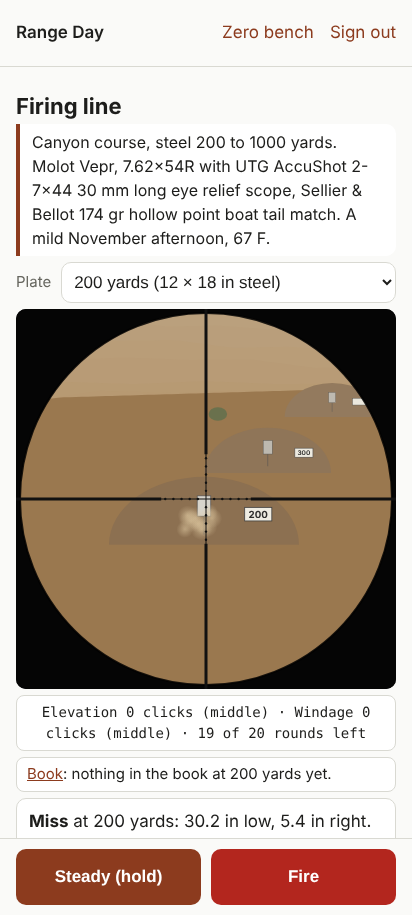 Range Day
Zero bench
Sign out
Firing line
Canyon course, steel 200 to 1000 yards.
Molot Vepr, 7.62×54R with UTG AccuShot 2-
7×44 30 mm long eye relief scope, Sellier &
Bellot 174 gr hollow point boat tail match. A
mild November afternoon, 67 F.
Plate
200 yards (12 × 18 in steel)
300
200
Elevation 0 clicks (middle) · Windage 0
clicks (middle) · 19 of 20 rounds left
Book: nothing in the book at 200 yards yet.
Miss at 200 yards: 30.2 in low, 5.4 in right.
Steady (hold)
Fire